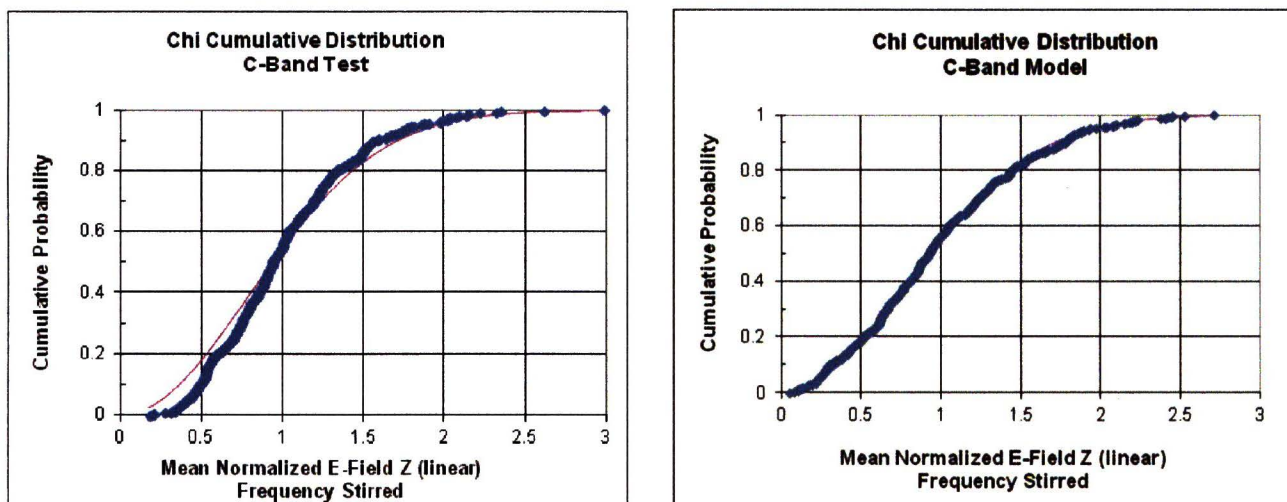 Chi Cumulative Distribution
C-Band Test
Cumulative Probability
1
0.8
0.6
0.4
0.2
0
0 0.5 1 1.5 2 2.5 3
Mean Normalized E-Field Z (linear)
Frequency Stirred
Chi Cumulative Distribution
C-Band Model
Cumulative Probability
1
0.8
0.6
0.4
0.2
0
0 0.5 1 1.5 2 2.5 3
Mean Normalized E-Field Z (linear)
Frequency Stirred